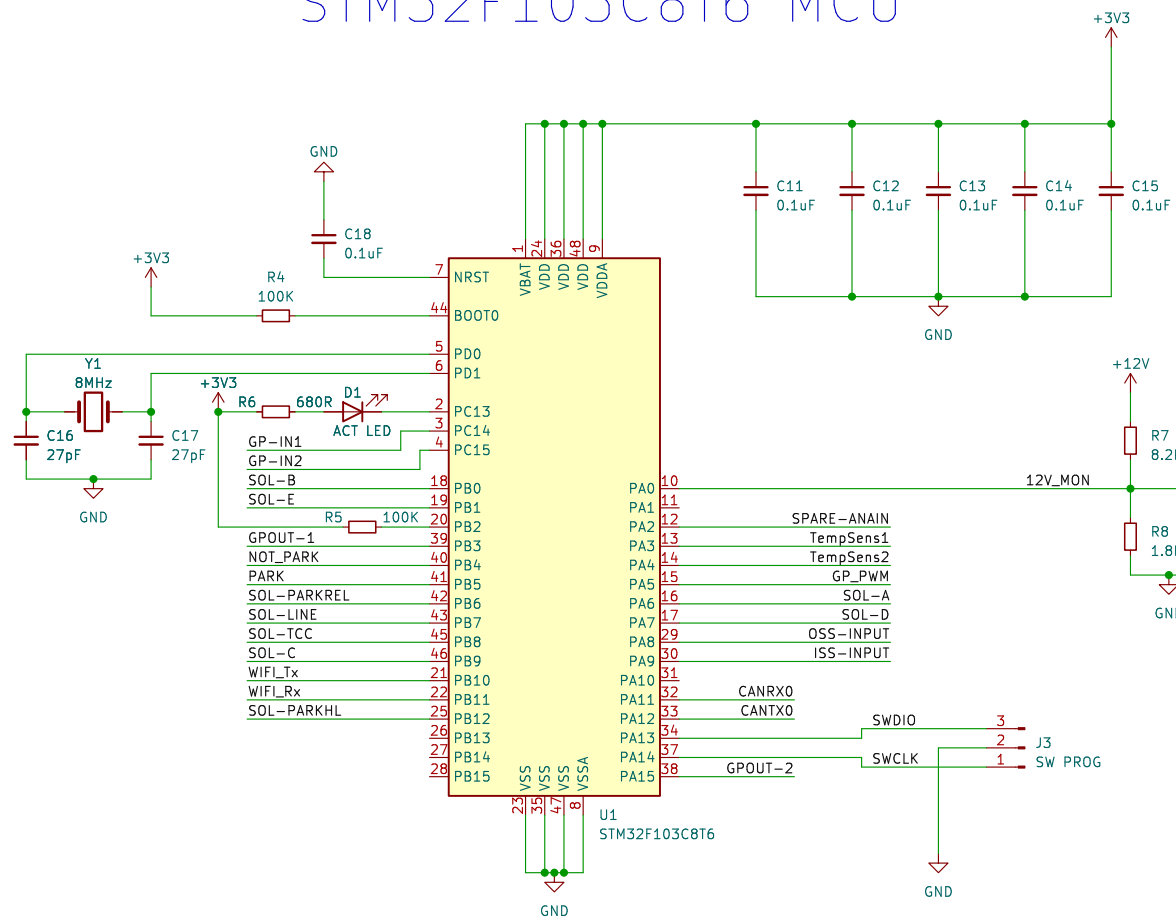 STM32F103C8T6 MCU
+3V3
GND
C11
0.1uF
C12
0.1uF
C13
0.1uF
C14
0.1uF
C15
0.1uF
GND
C18
0.1uF
+3V3
R4
100K
1
24
36
48
9
VBAT
VDD
VDD
VDD
VDDA
7 NRST
44 BOOT0
5 PD0
6 PD1
2 PC13
3 PC14
4 PC15
Y1
8MHz
+3V3
R6
680R
D1
ACT LED
C16
27pF
C17
27pF
GND
GP-IN1
GP-IN2
SOL-B 18 PB0
SOL-E 19 PB1
R5 100K 20 PB2
GPOUT-1 39 PB3
NOT_PARK 40 PB4
PARK 41 PB5
SOL-PARKREL 42 PB6
SOL-LINE 43 PB7
SOL-TCC 45 PB8
SOL-C 46 PB9
WIFI_Tx 21 PB10
WIFI_Rx 22 PB11
SOL-PARKHL 25 PB12
26 PB13
27 PB14
28 PB15
PA0 10 12V_MON
PA1 11
PA2 12 SPARE-ANAIN
PA3 13 TempSens1
PA4 14 TempSens2
PA5 15 GP_PWM
PA6 16 SOL-A
PA7 17 SOL-D
PA8 29 OSS-INPUT
PA9 30 ISS-INPUT
PA10 31
PA11 32 CANRX0
PA12 33 CANTX0
PA13 34
PA14 37
PA15 38 GPOUT-2
+12V
R7
R8
SWDIO 3
2
SWCLK 1
J3
SW PROG
GND
VSS
VSS
VSS
VSSA
23
35
47
8
U1
STM32F103C8T6
GND